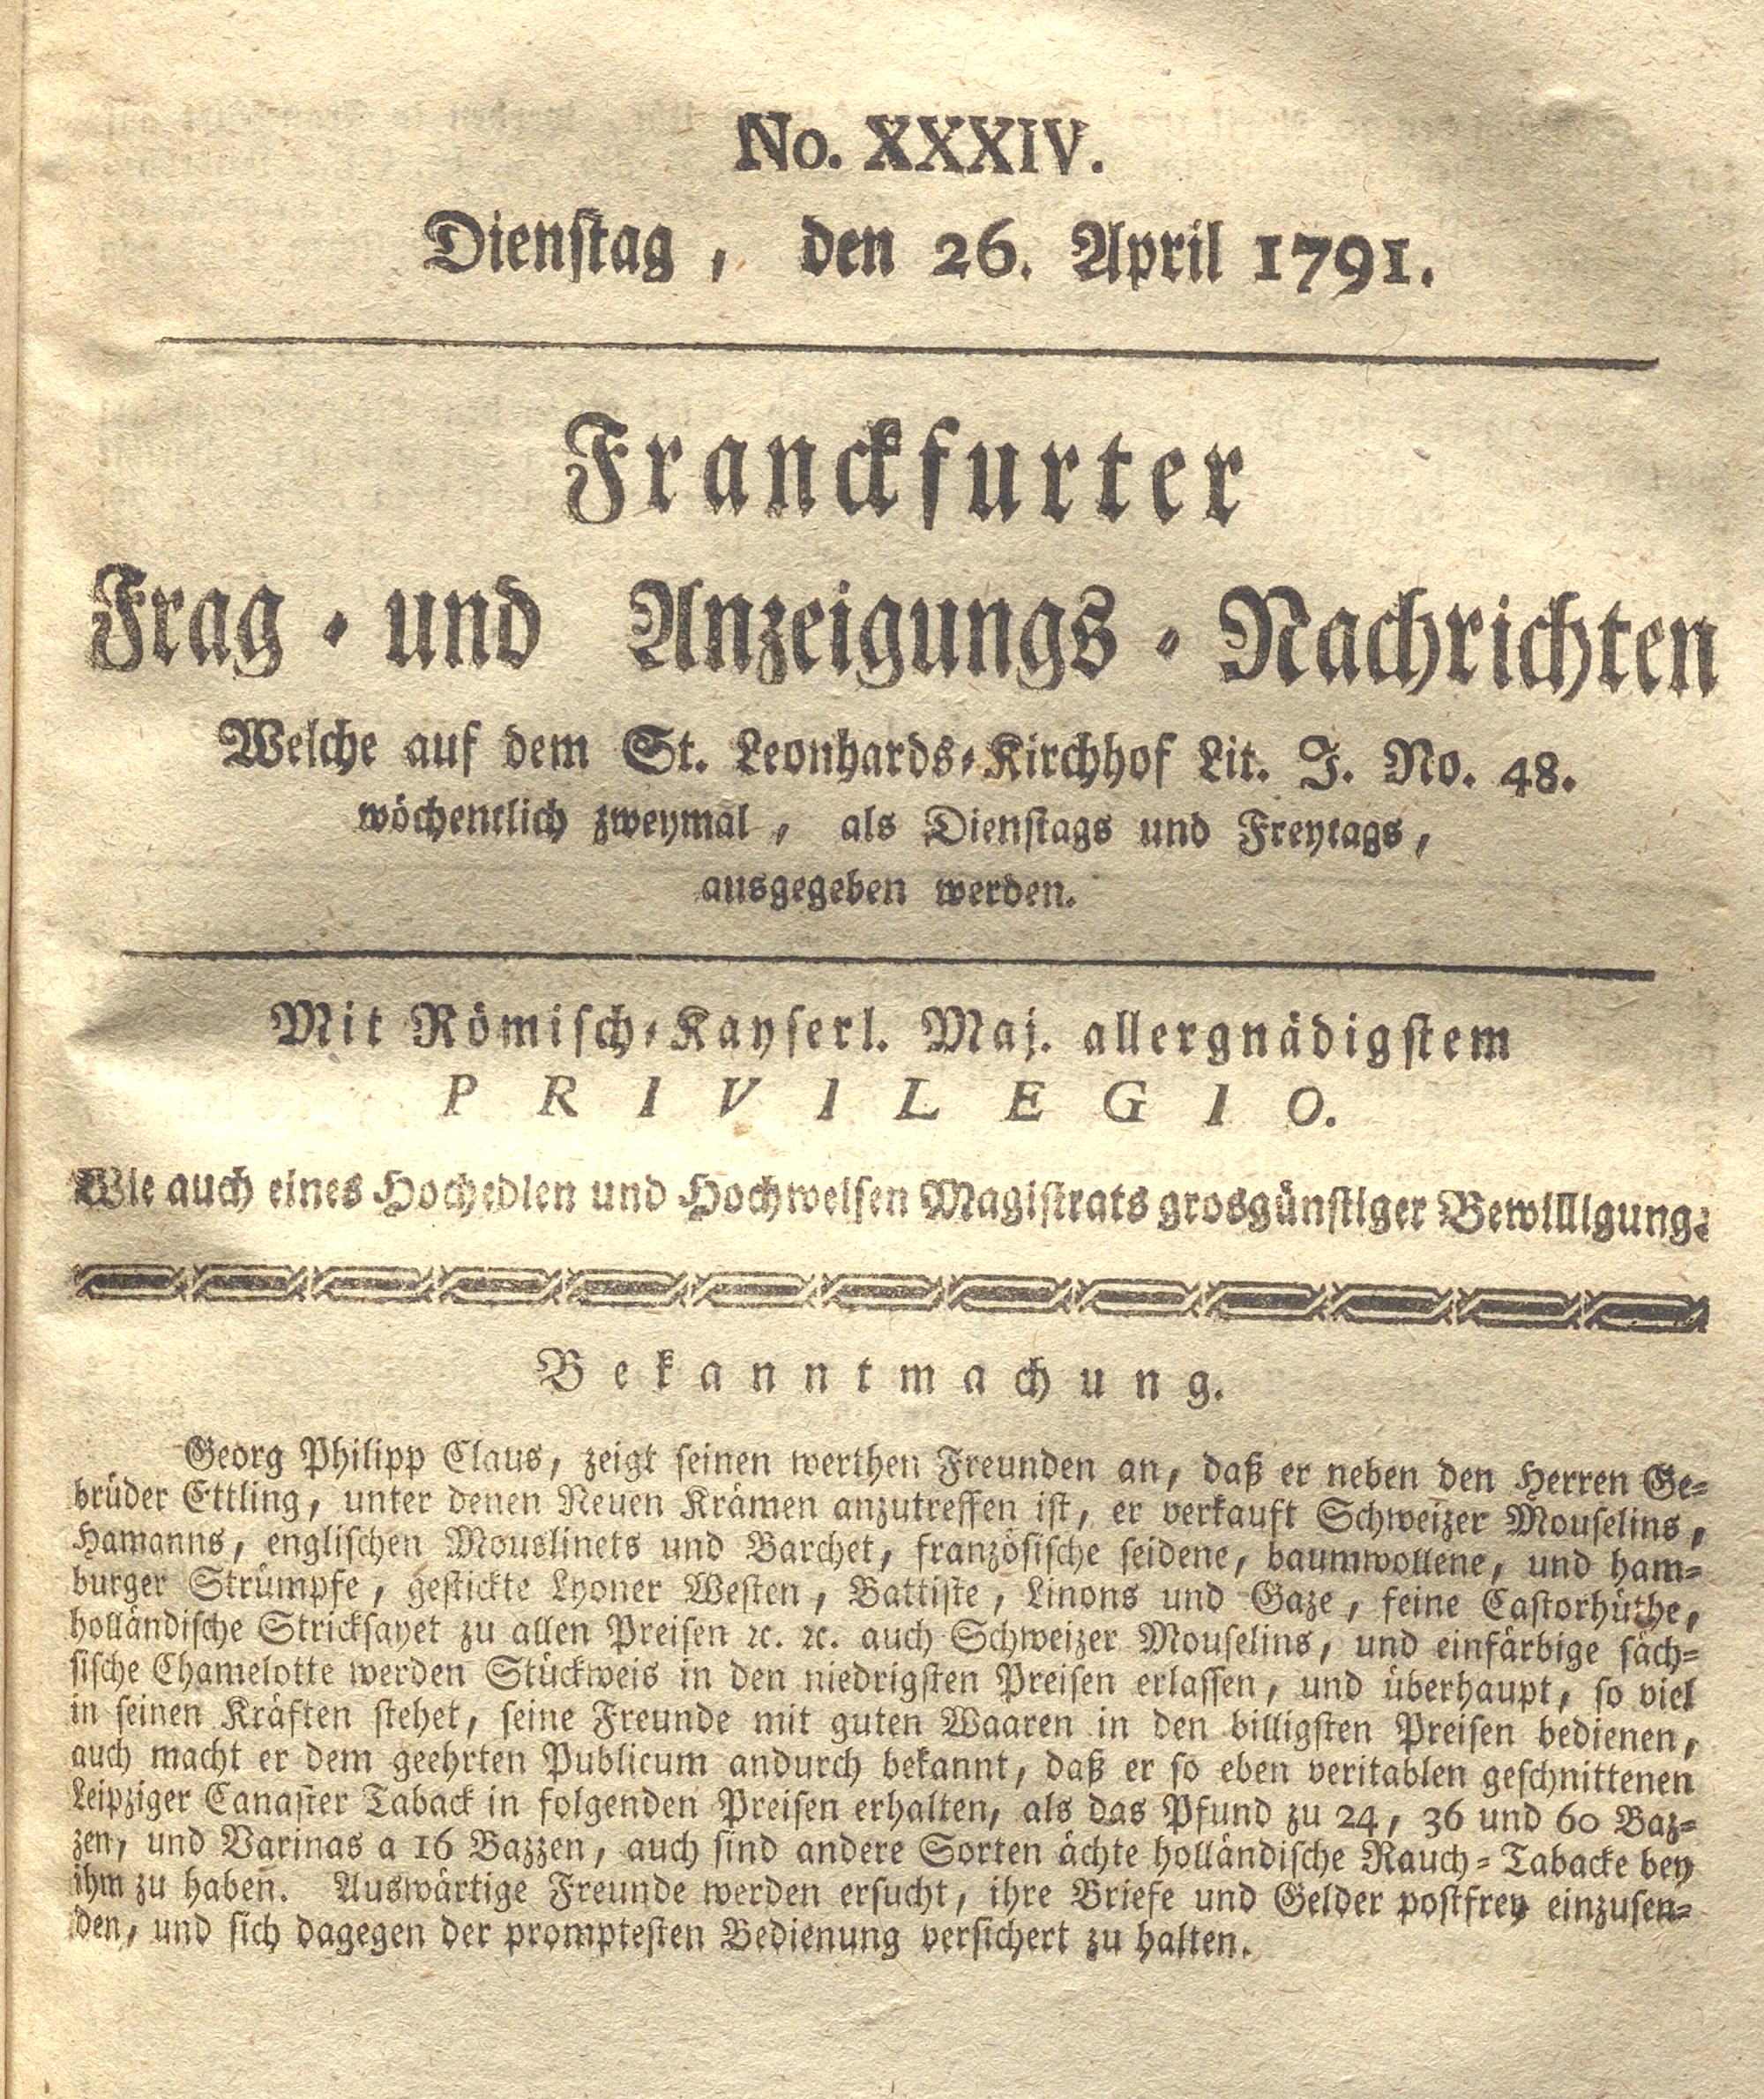 No. XXXIV.
Dienstag, den 26. April 1791.
Franckfurter
Frag- und Anzeigungs-Nachrichten
Welche auf dem St. Leonhards-Kirchhof Lit. J. No. 48.
wöchentlich zweymal, als Dienstags und Freytags,
ausgegeben werden.
Mit Römisch-Kayserl. Maj. allergnädigstem
PRIVILEGIO.
Wie auch eines Hochedlen und Hochweisen Magistrats grosgünstiger Bewilligung.
Bekanntmachung.
Georg Philipp Claus, zeigt seinen werthen Freunden an, daß er neben den Herren Ge-
brüder Ettling, unter denen Neuen Krämen anzutreffen ist, er verkauft Schweizer Mouselins,
Hamanns, englischen Mouslinets und Barchet, französische seidene, baumwollene, und ham-
burger Strümpfe, gestickte Lyoner Westen, Battiste, Linons und Gaze, feine Castorhüthe,
holländische Stricksayet zu allen Preisen ꝛc. ꝛc. auch Schweizer Mouselins, und einfärbige säch-
sische Chamelotte werden Stückweis in den niedrigsten Preisen erlassen, und überhaupt, so viel
in seinen Kräften stehet, seine Freunde mit guten Waaren in den billigsten Preisen bedienen,
auch macht er dem geehrten Publicum andurch bekannt, daß er so eben veritablen geschnittenen
Leipziger Canaster Taback in folgenden Preisen erhalten, als das Pfund zu 24, 36 und 60 Baz-
zen, und Varinas a 16 Bazzen, auch sind andere Sorten ächte holländische Rauch-Tabacke bey
ihm zu haben. Auswärtige Freunde werden ersucht, ihre Briefe und Gelder postfrey einzusen-
den, und sich dagegen der promptesten Bedienung versichert zu halten.